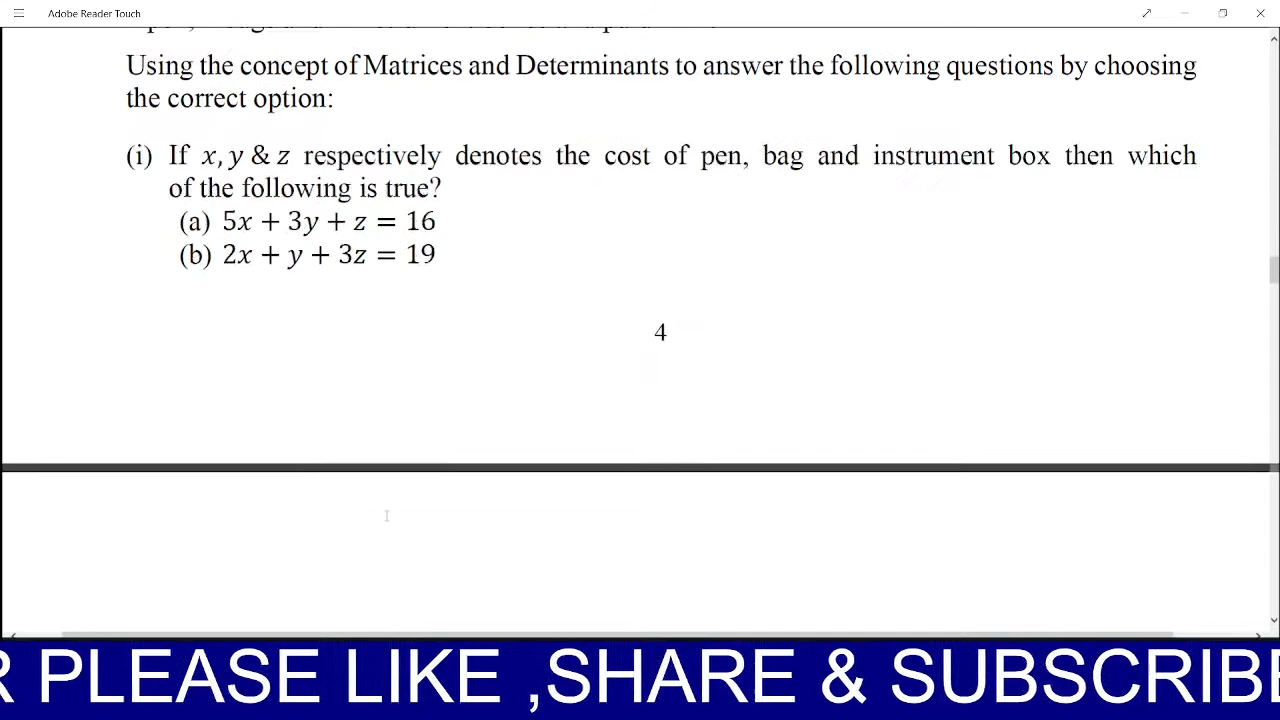 Adobe Reader Touch
Using the concept of Matrices and Determinants to answer the following questions by choosing
the correct option:
(i) If x, y & z respectively denotes the cost of pen, bag and instrument box then which
of the following is true?
(a) 5x + 3y + z = 16
(b) 2x + y + 3z = 19
4
R PLEASE LIKE ,SHARE & SUBSCRIBE